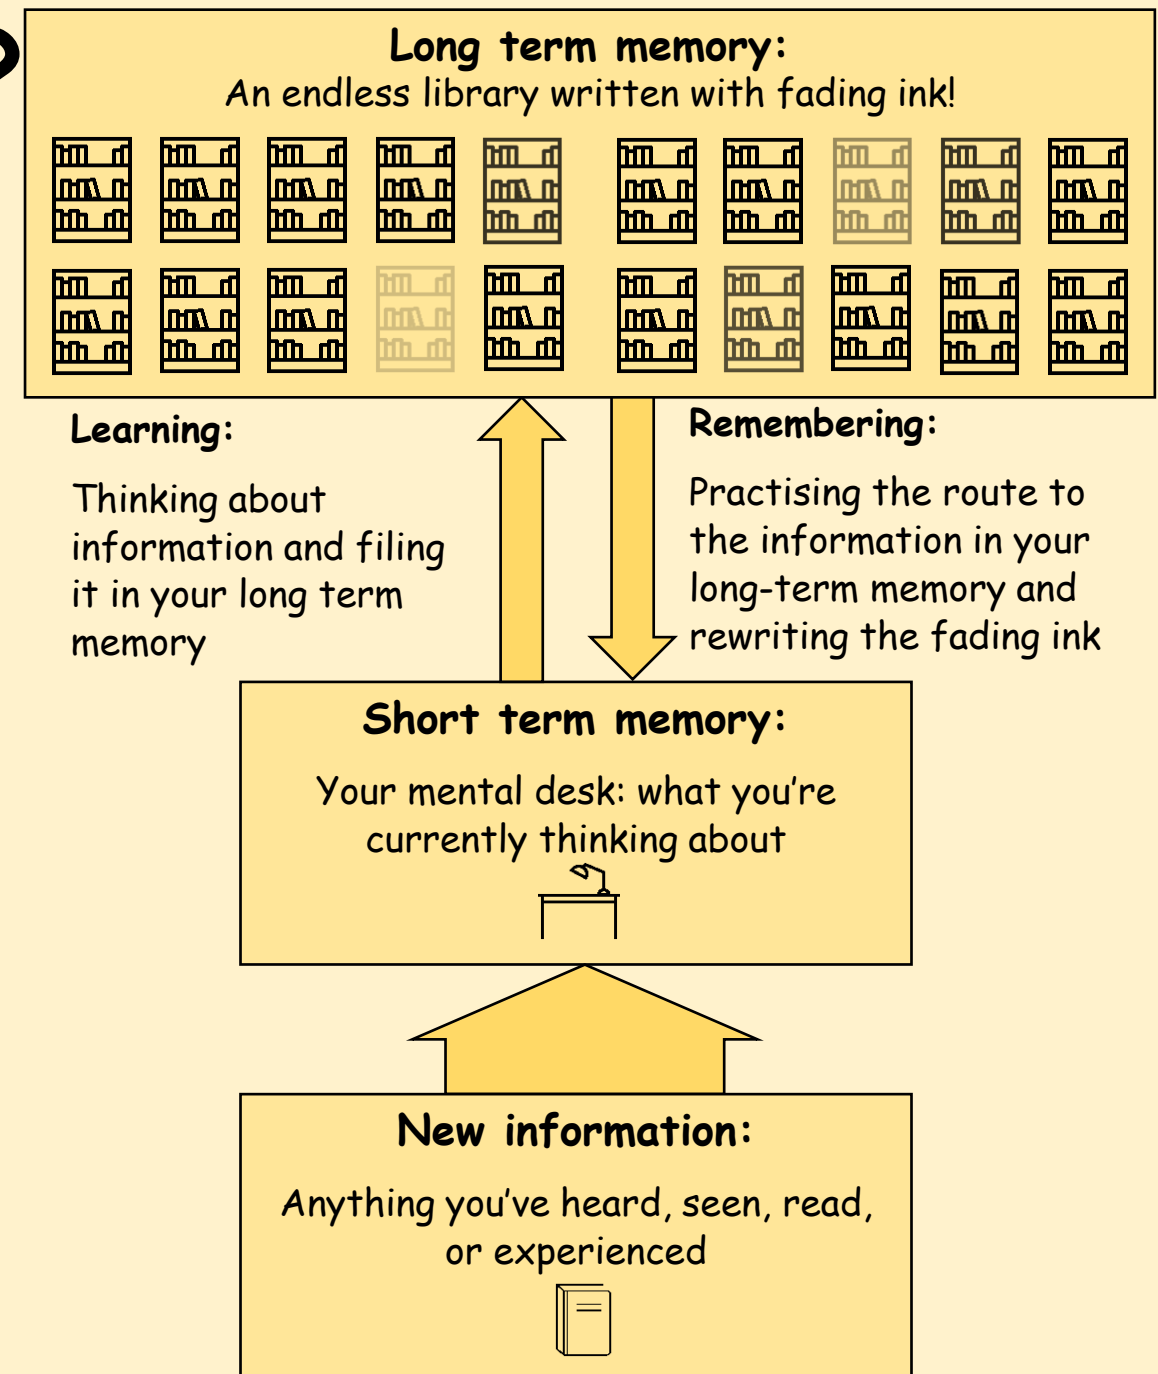 Long term memory:
An endless library written with fading ink!
Learning:
Thinking about
information and filing
it in your long term
memory
Remembering:
Practising the route to
the information in your
long-term memory and
rewriting the fading ink
Short term memory:
Your mental desk: what you're
currently thinking about
New information:
Anything you've heard, seen, read,
or experienced